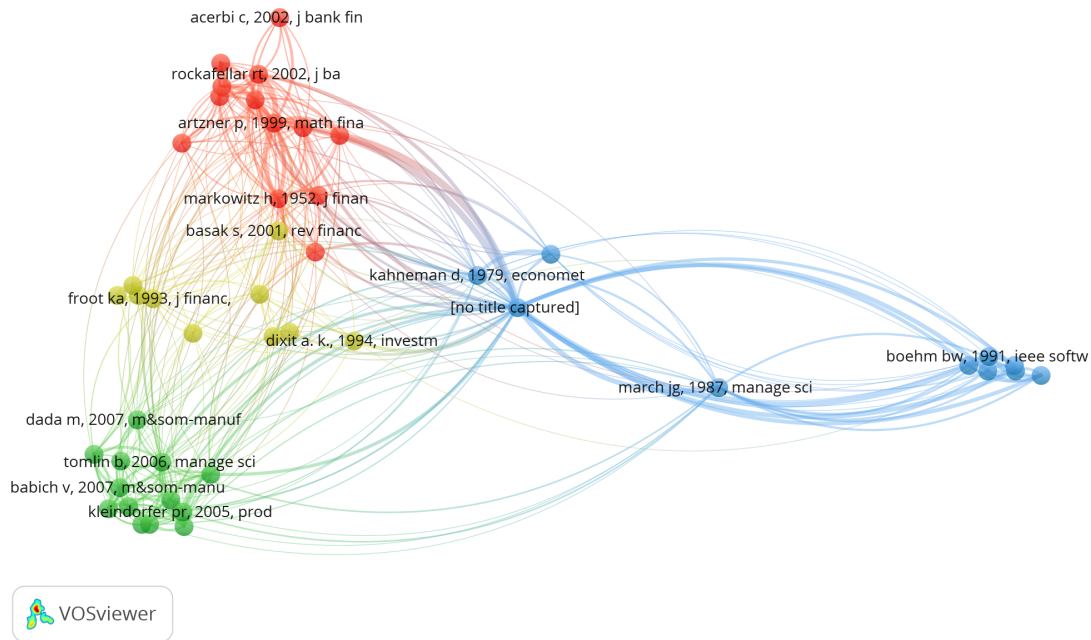 acerbi c, 2002, j bank fin
rockafellar rt, 2002, j ba
artzner p, 1999, math fina
markowitz h, 1952, j finan
basak s, 2001, rev financ
kahneman d, 1979, economet
froot ka, 1993, j financ,
[no title captured]
dixit a. k., 1994, investm
boehm bw, 1991, ieee softw
march jg, 1987, manage sci
dada m, 2007, m&som-manuf
tomlin b, 2006, manage sci
babich v, 2007, m&som-manu
kleindorfer pr, 2005, prod
VOSviewer